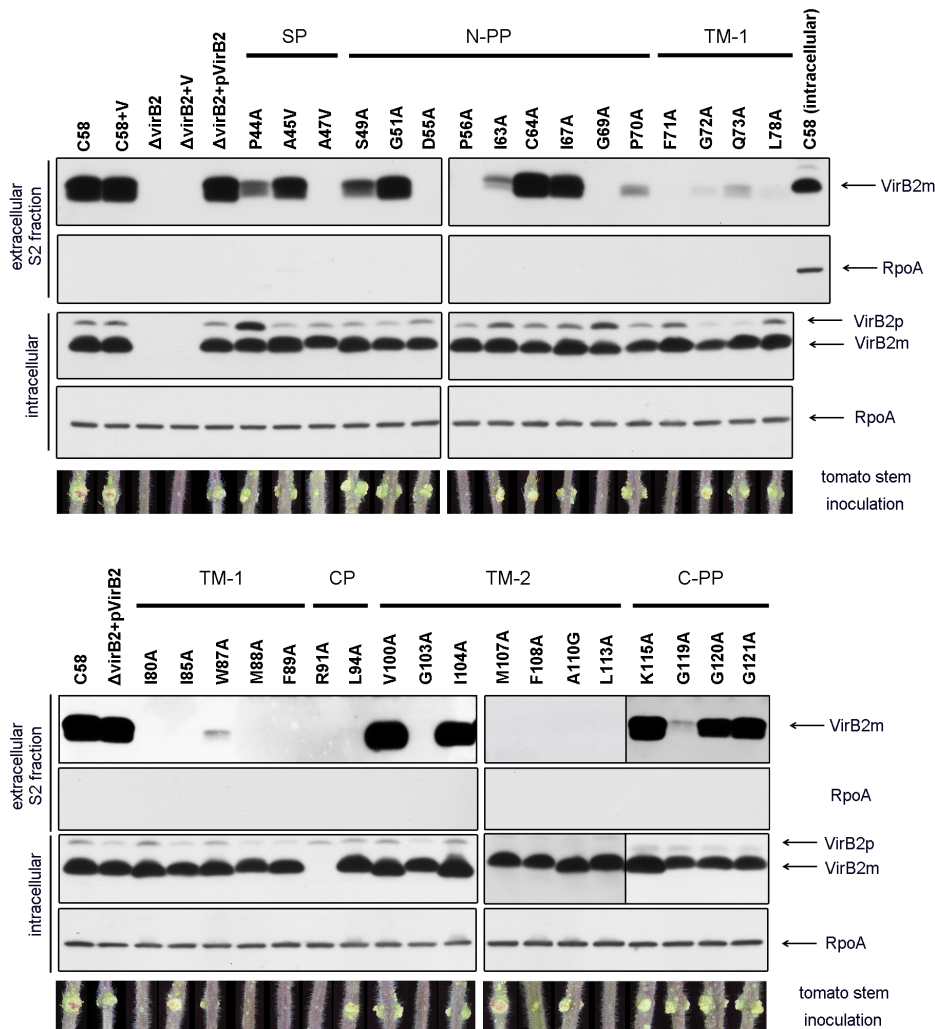 SP N-PP TM-1
C58 C58+V ΔvirB2 ΔvirB2+V ΔvirB2+pVirB2 P44A A45V A47V S49A G51A D55A P56A I63A C64A I67A G69A P70A F71A G72A Q73A L78A C58 (intracellular)
extracellular
S2 fraction
VirB2m
RpoA
intracellular
VirB2p
VirB2m
RpoA
tomato stem
inoculation
TM-1 CP TM-2 C-PP
C58 ΔvirB2+pVirB2 I80A I85A W87A M88A F89A R91A L94A V100A G103A I104A M107A F108A A110G L113A K115A G119A G120A G121A
extracellular
S2 fraction
VirB2m
RpoA
intracellular
VirB2p
VirB2m
RpoA
tomato stem
inoculation